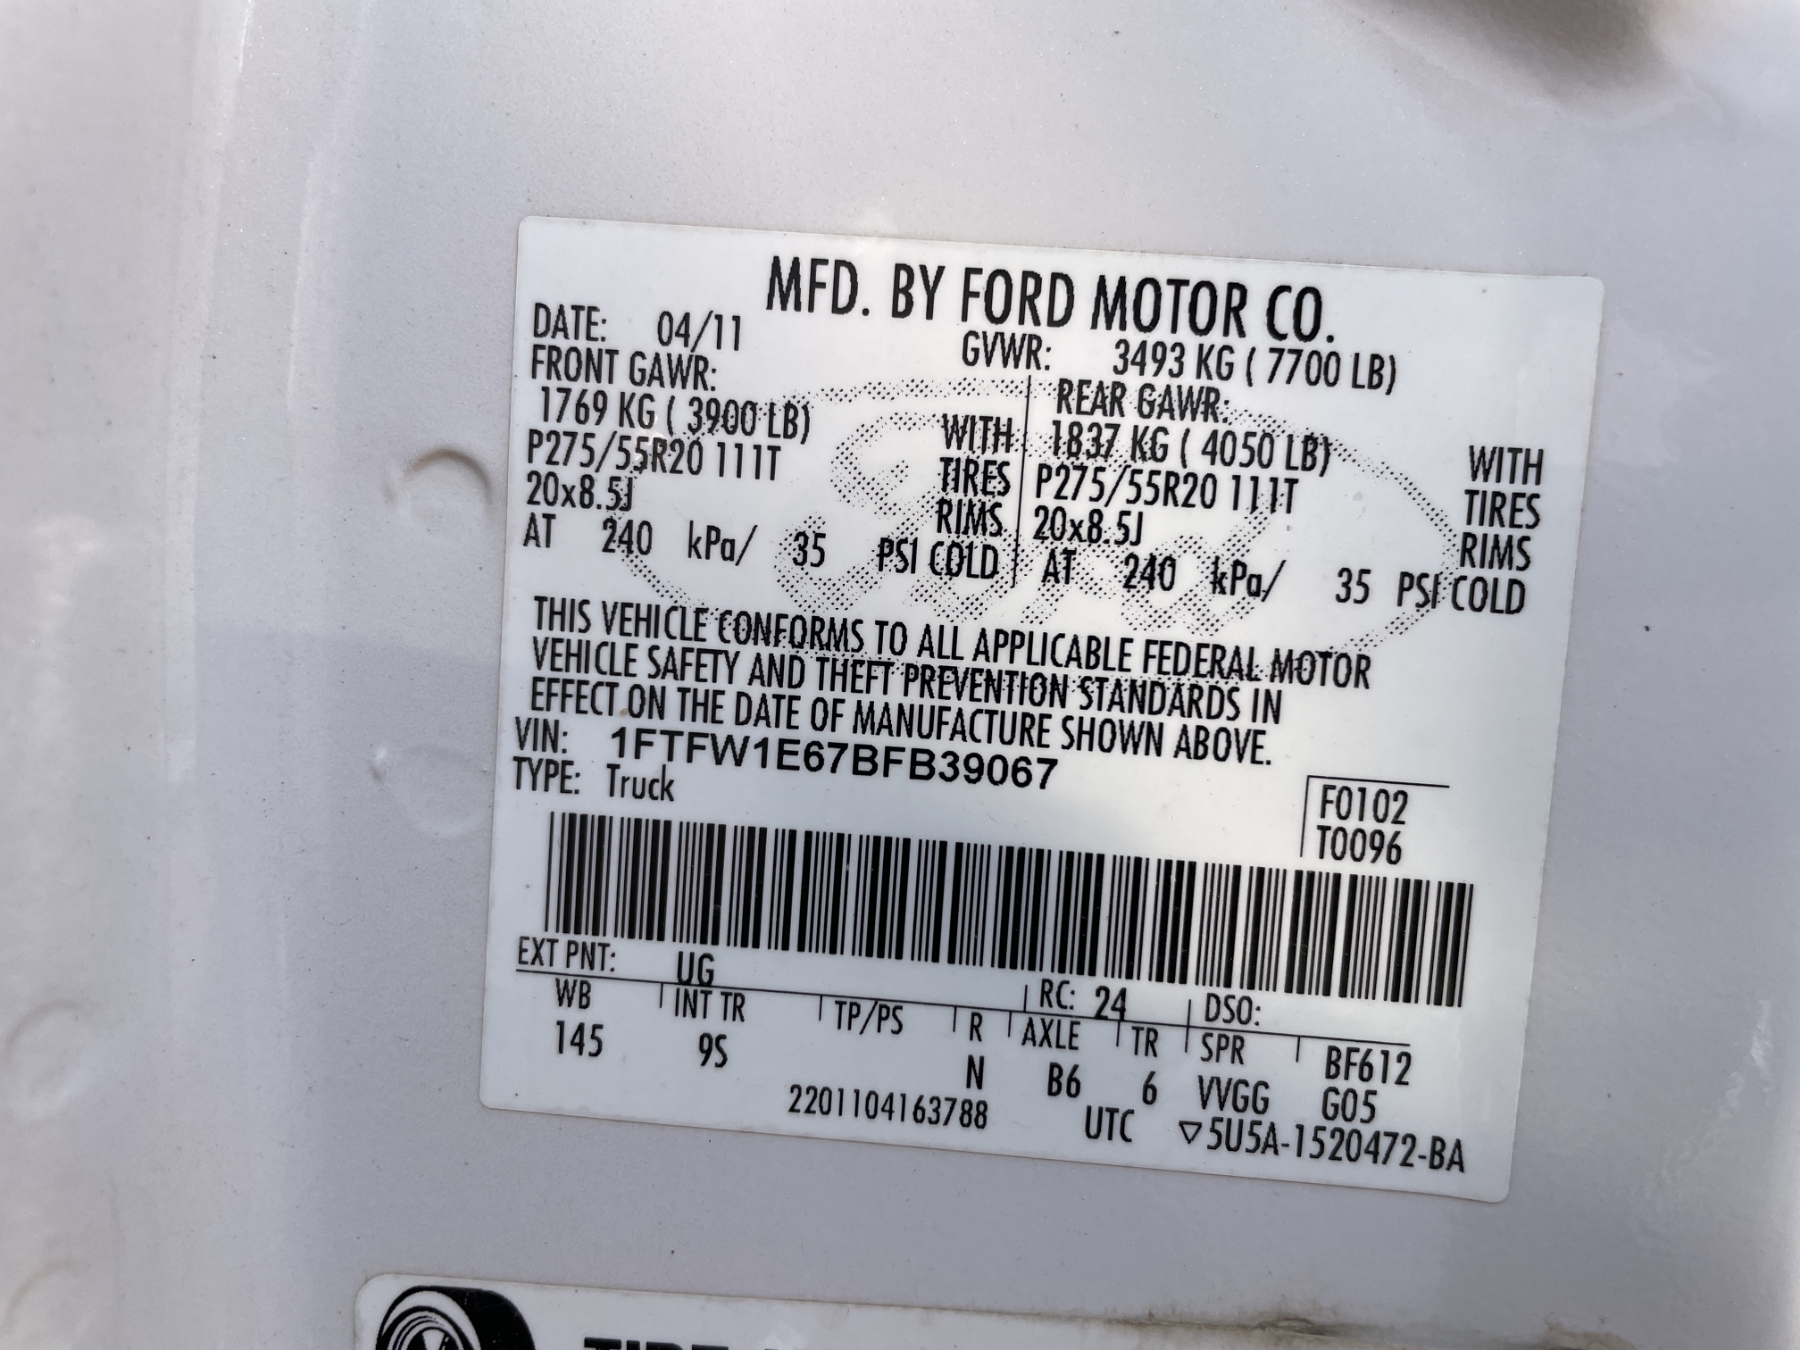 MFD. BY FORD MOTOR CO.
DATE: 04/11 GVWR: 3493 KG ( 7700 LB)
FRONT GAWR: REAR GAWR:
1769 KG ( 3900 LB) WITH 1837 KG ( 4050 LB) WITH
P275/55R20 111T TIRES P275/55R20 111T TIRES
20x8.5J RIMS 20x8.5J RIMS
AT 240 kPa/ 35 PSI COLD AT 240 kPa/ 35 PSI COLD
THIS VEHICLE CONFORMS TO ALL APPLICABLE FEDERAL MOTOR
VEHICLE SAFETY AND THEFT PREVENTION STANDARDS IN
EFFECT ON THE DATE OF MANUFACTURE SHOWN ABOVE.
VIN: 1FTFW1E67BFB39067
TYPE: Truck
F0102
T0096
EXT PNT: UG RC: 24 DSO:
WB INT TR TP/PS R AXLE TR SPR BF612
145 9S N B6 6 VVGG G05
2201104163788 UTC ▽5U5A-1520472-BA